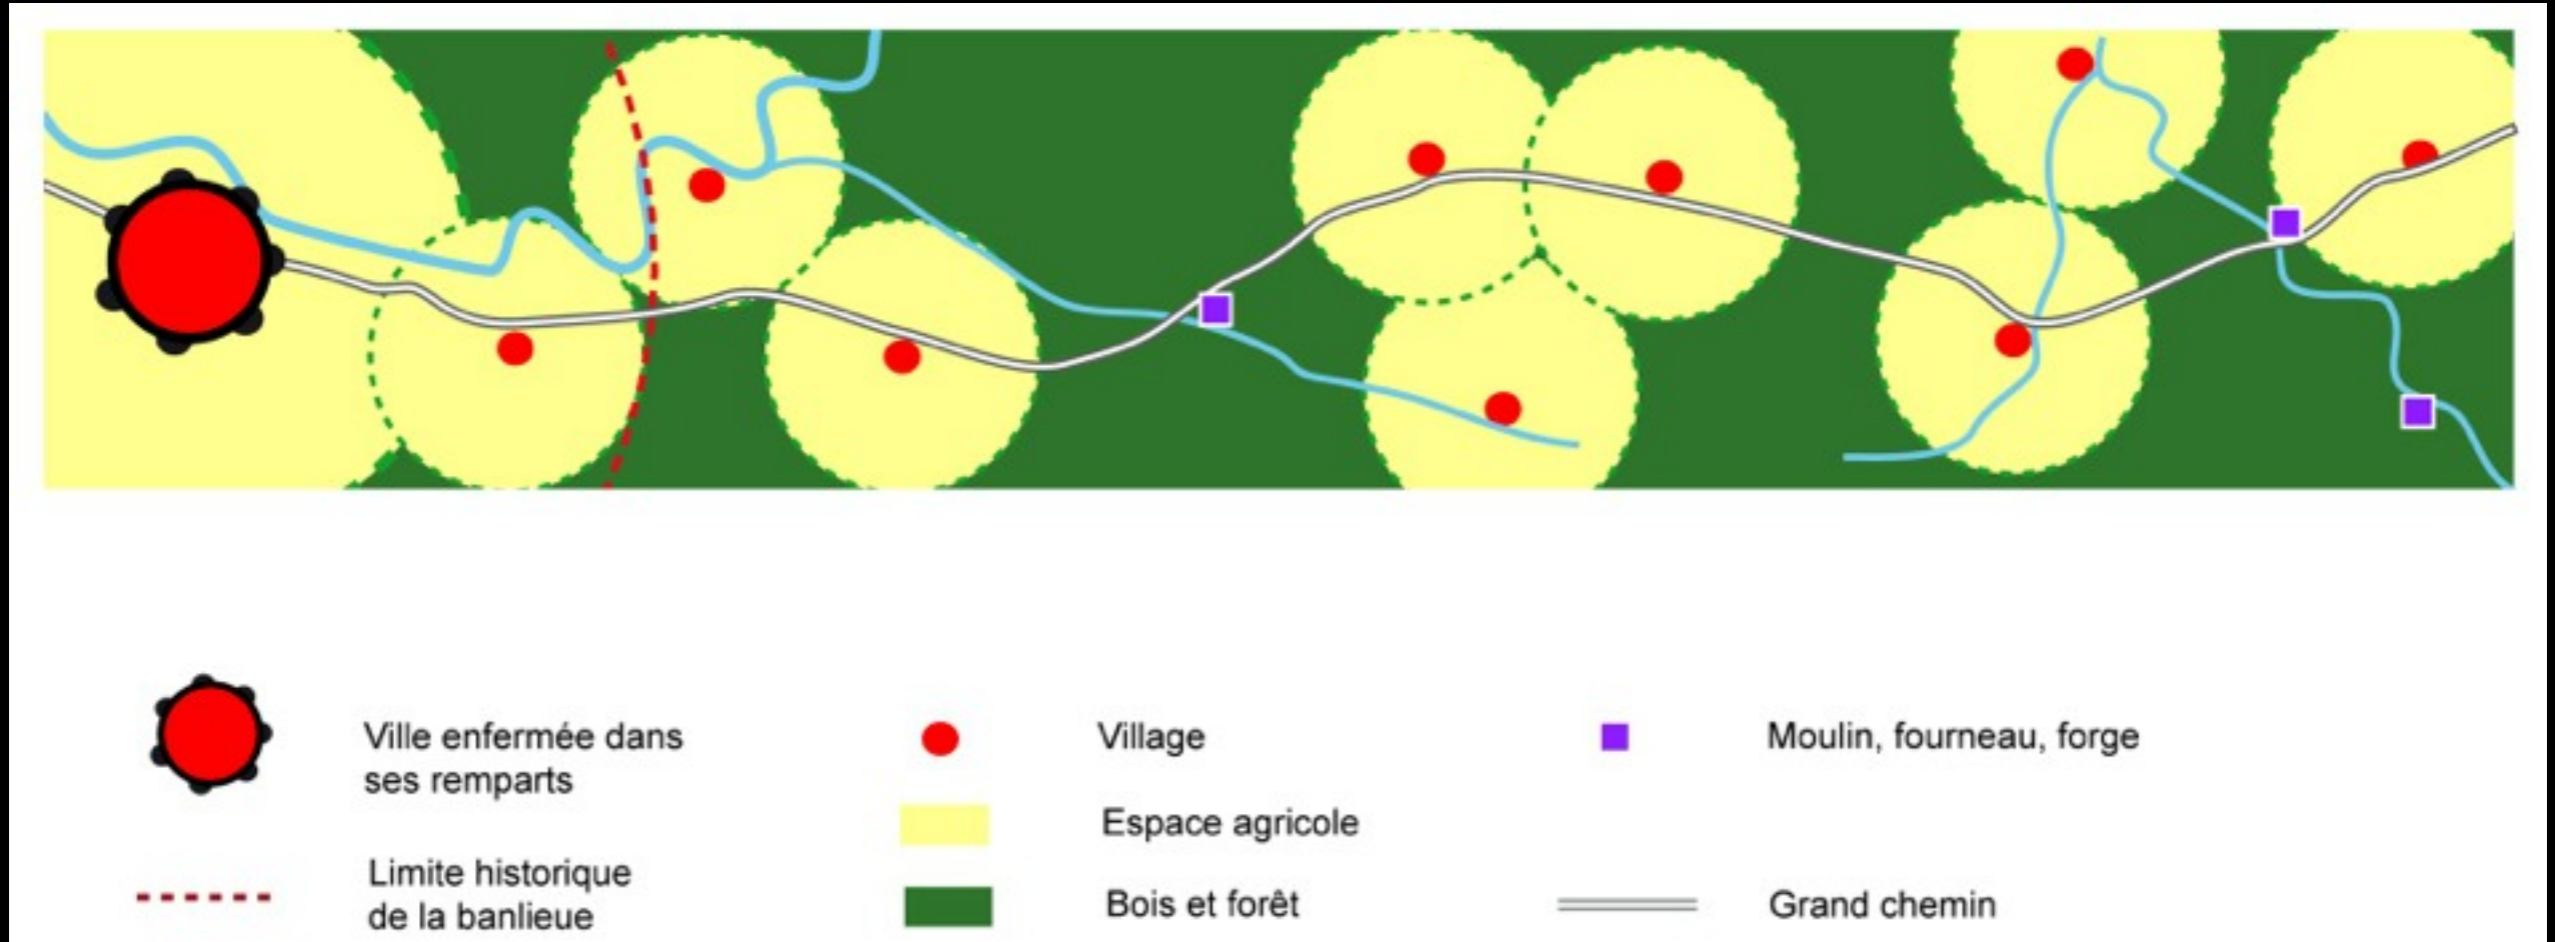 Ville enfermée dans
ses remparts
Limite historique
de la banlieue
Village
Espace agricole
Bois et forêt
Moulin, fourneau, forge
Grand chemin